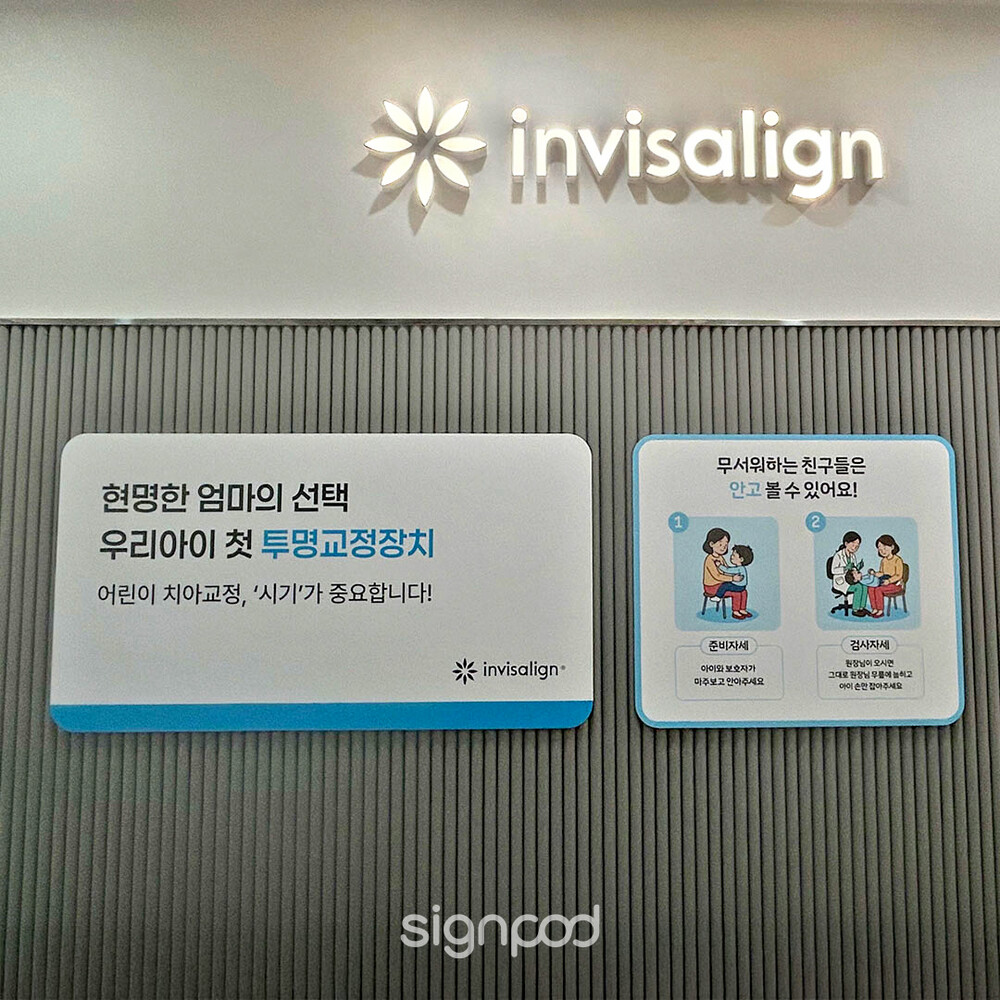 invisalign
현명한 엄마의 선택
우리아이 첫 투명교정장치
어린이 치아교정, ‘시기’가 중요합니다!
invisalign®
무서워하는 친구들은
안고 볼 수 있어요!
1
준비자세
아이와 보호자가
마주보고 안아주세요
2
검사자세
원장님이 오시면
그대로 원장님 무릎에 눕히고
아이 손만 잡아주세요
signpod